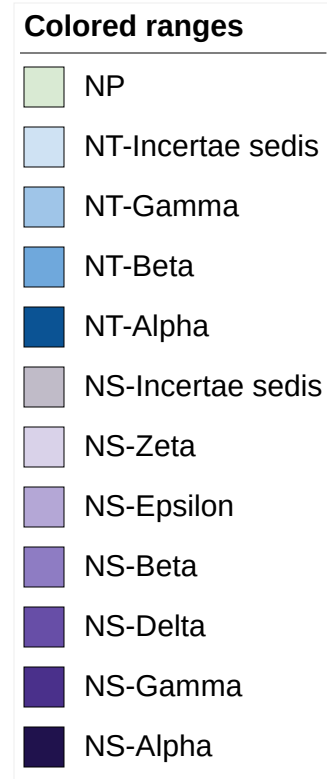 Colored ranges
NP
NT-Incertae sedis
NT-Gamma
NT-Beta
NT-Alpha
NS-Incertae sedis
NS-Zeta
NS-Epsilon
NS-Beta
NS-Delta
NS-Gamma
NS-Alpha